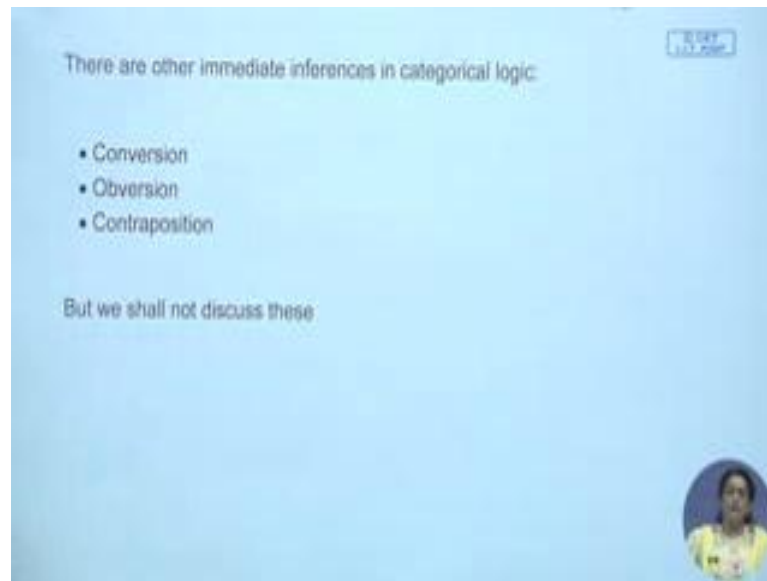 There are other immediate inferences in categorical logic:
• Conversion
• Obversion
• Contraposition
But we shall not discuss these